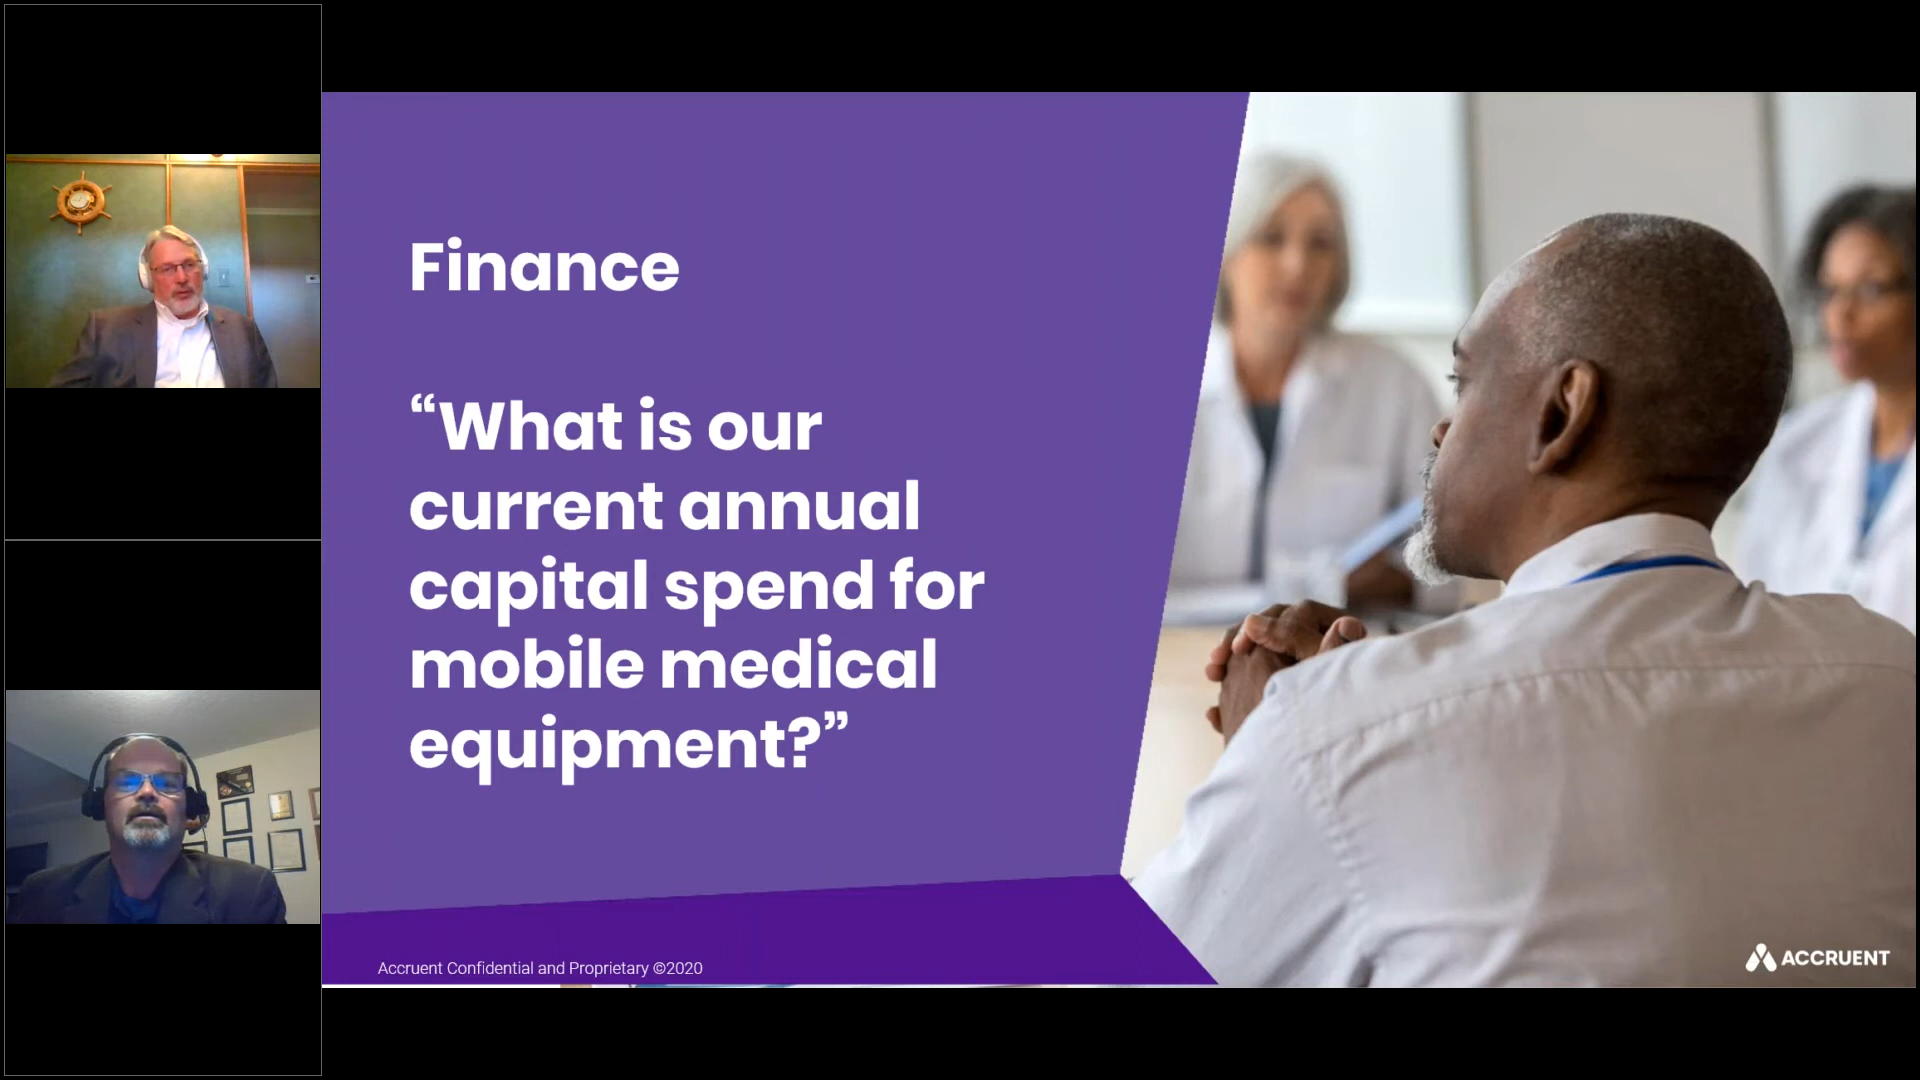 Finance
“What is our
current annual
capital spend for
mobile medical
equipment?”
Accruent Confidential and Proprietary ©2020
ACCRUENT